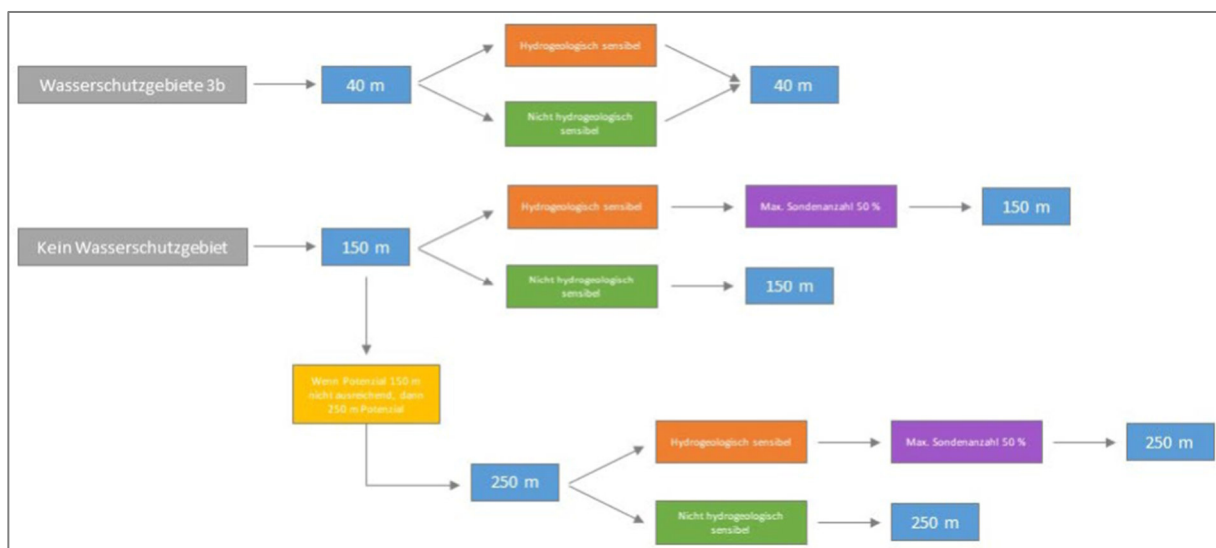 Hydrogeologisch sensibel
Wasserschutzgebiete 3b
40 m
40 m
Nicht hydrogeologisch
sensibel
Hydrogeologisch sensibel
Max. Sondenanzahl 50 %
150 m
Kein Wasserschutzgebiet
150 m
Nicht hydrogeologisch
sensibel
150 m
Wenn Potenzial 150 m
nicht ausreichend, dann
250 m Potenzial
Hydrogeologisch sensibel
Max. Sondenanzahl 50 %
250 m
250 m
Nicht hydrogeologisch
sensibel
250 m